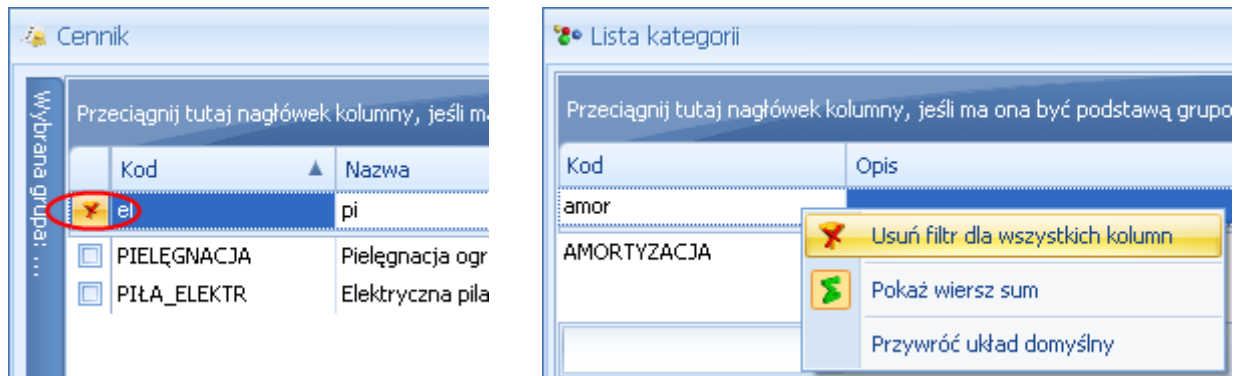 Cennik
Wybrana grupa: ...
Przeciągnij tutaj nagłówek kolumny, jeśli
Kod Nazwa
el pi
PIELĘGNACJA Pielęgnacja ogr
PIŁA_ELEKTR Elektryczna piła
Lista kategorii
Przeciągnij tutaj nagłówek kolumny, jeśli ma ona być podstawą grupo
Kod Opis
amor
AMORTYZACJA
Usuń filtr dla wszystkich kolumn
Pokaż wiersz sum
Przywróć układ domyślny